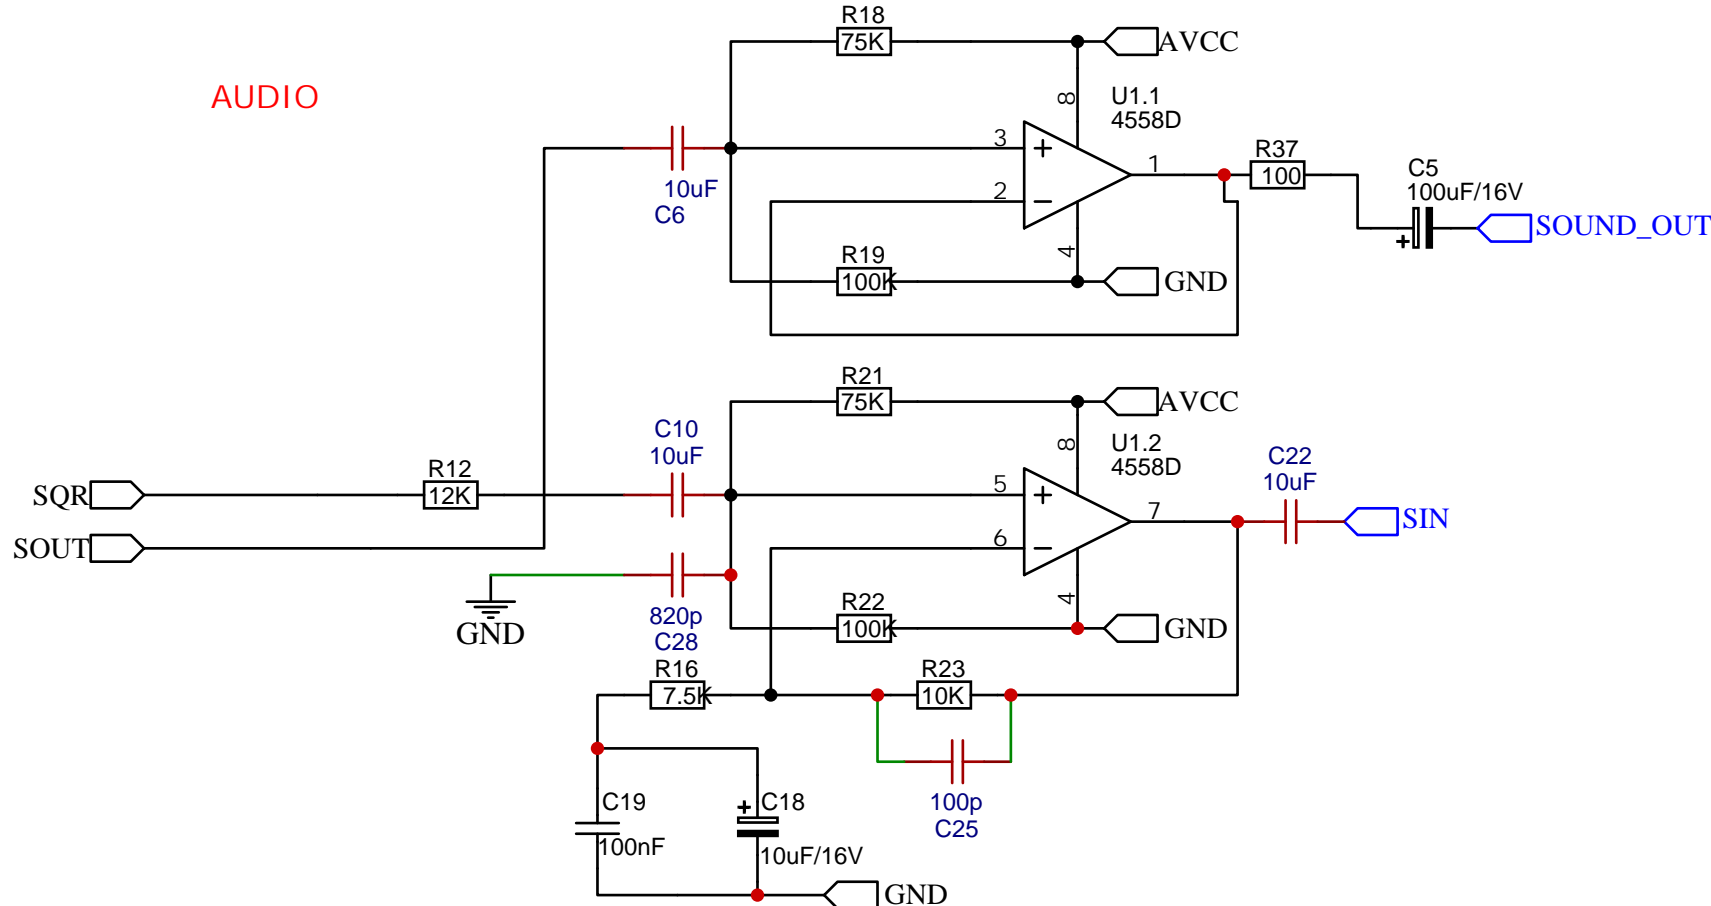 AUDIO
R18
75K
AVCC
8
U1.1
4558D
3
+
10uF
C6
2
−
1
R37
100
C5
100uF/16V
+
SOUND_OUT
4
R19
100K
GND
R21
75K
AVCC
8
U1.2
4558D
C10
10uF
C22
10uF
SQR
R12
12K
5
+
7
SIN
SOUT
6
−
GND
820p
C28
4
R22
100K
GND
R16
7.5K
R23
10K
C19
100nF
+
C18
10uF/16V
100p
C25
GND